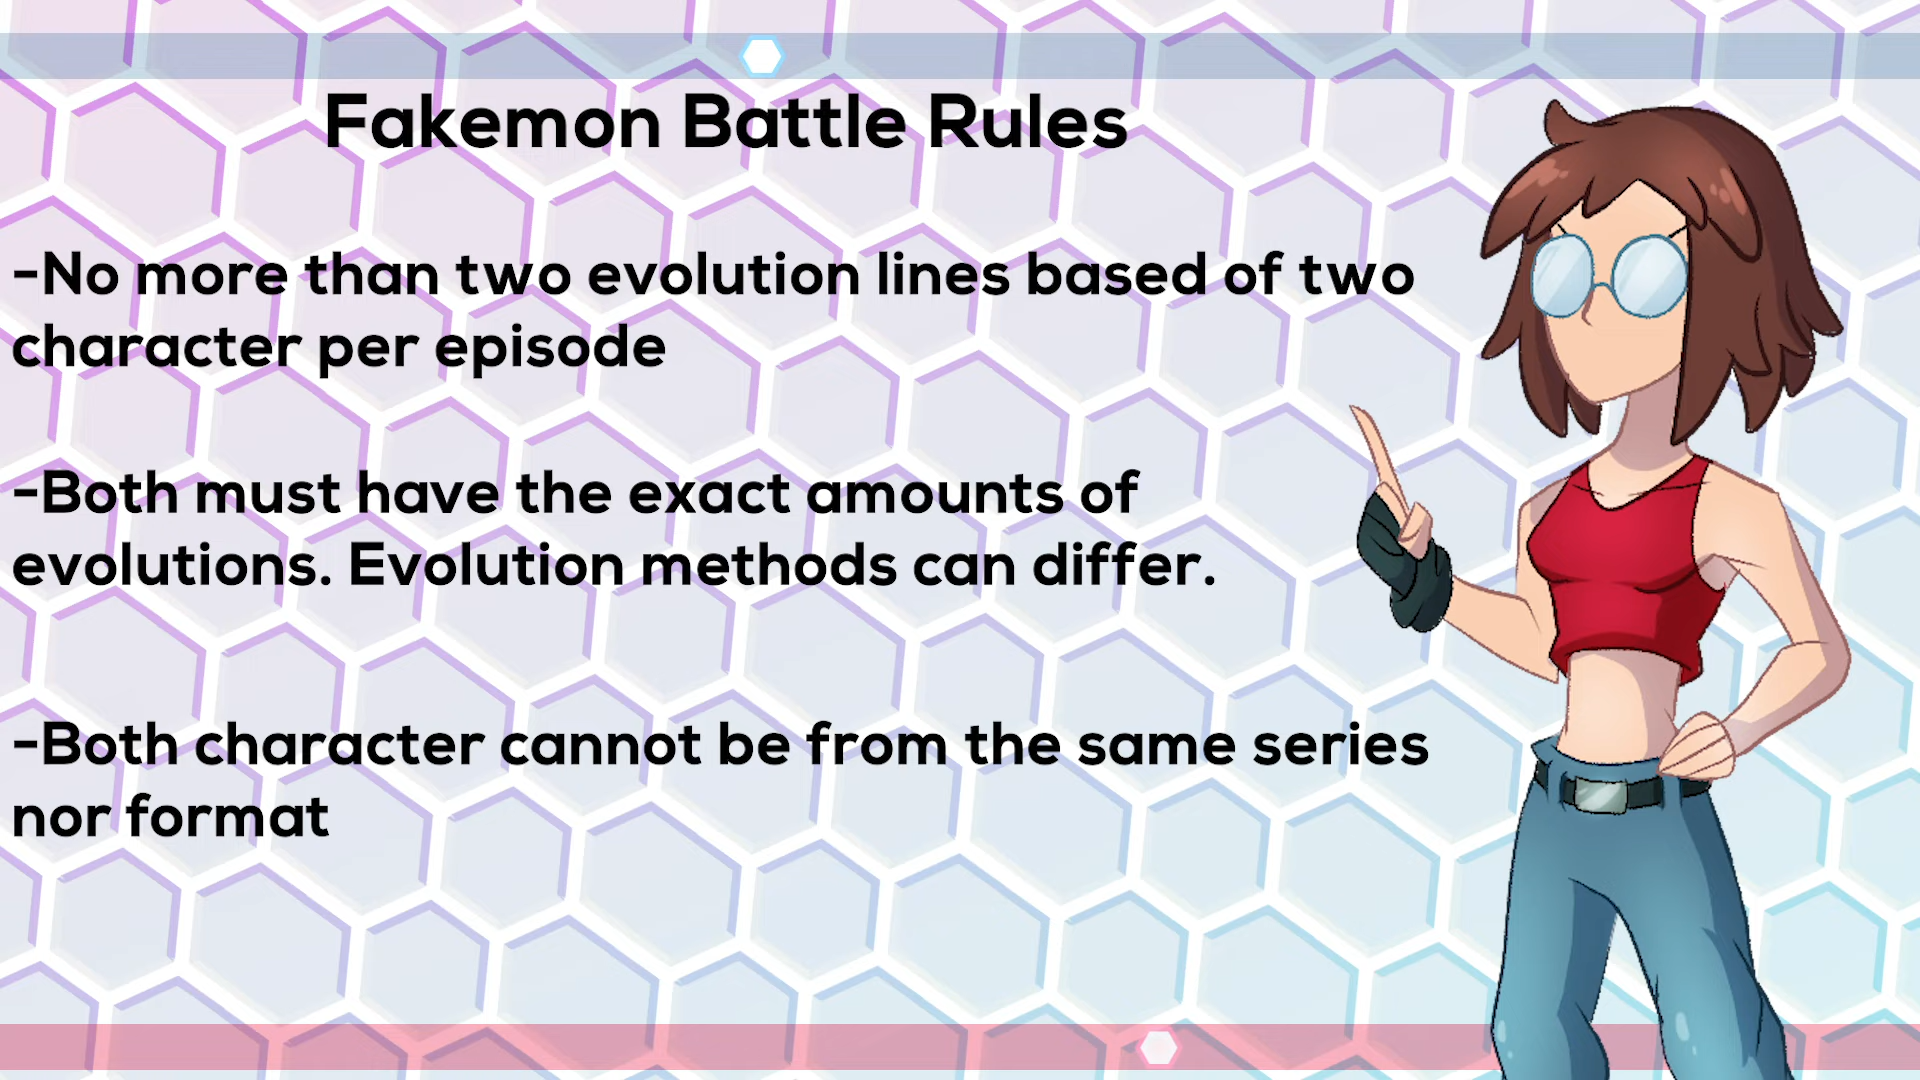 Fakemon Battle Rules
-No more than two evolution lines based of two
character per episode
-Both must have the exact amounts of
evolutions. Evolution methods can differ.
-Both character cannot be from the same series
nor format